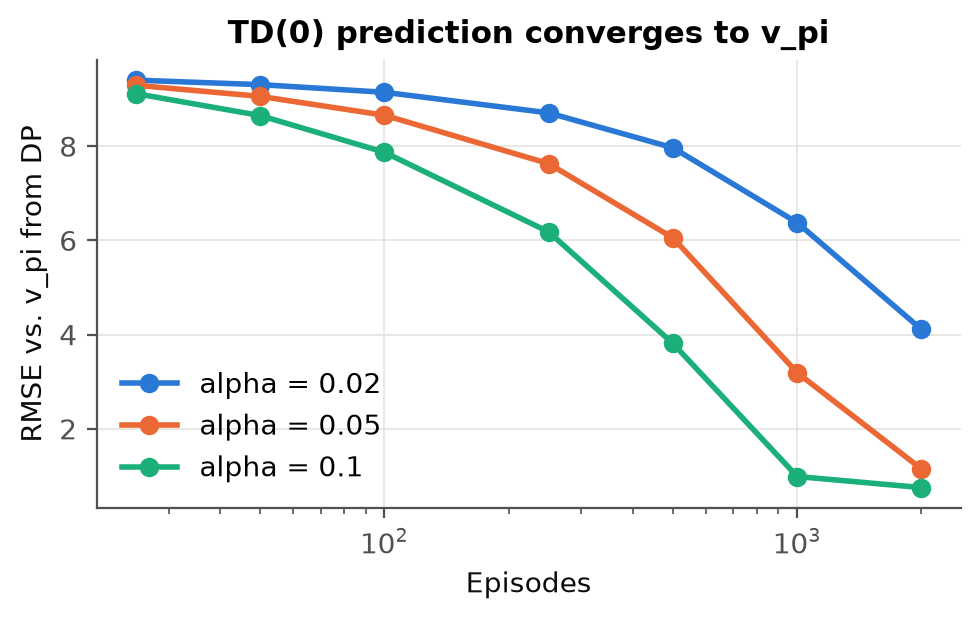 TD(0) prediction converges to v_pi
RMSE vs. v_pi from DP
8
6
4
2
alpha = 0.02
alpha = 0.05
alpha = 0.1
10²
10³
Episodes